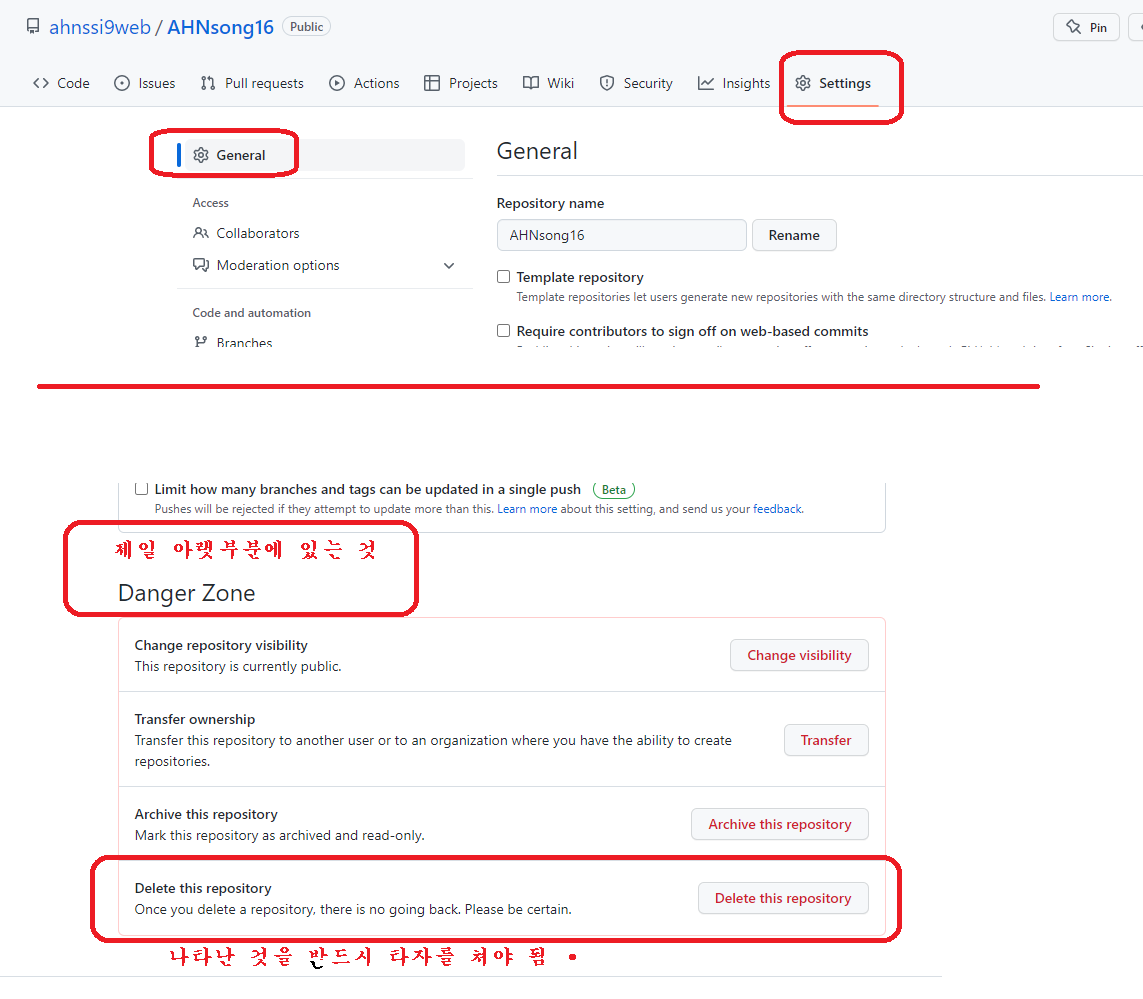 ahnssi9web / AHNsong16 Public
Pin
Code Issues Pull requests Actions Projects Wiki Security Insights Settings
General
Access
Collaborators
Moderation options
Code and automation
Branches
General
Repository name
AHNsong16 Rename
Template repository
Template repositories let users generate new repositories with the same directory structure and files. Learn more.
Require contributors to sign off on web-based commits
Limit how many branches and tags can be updated in a single push Beta
Pushes will be rejected if they attempt to update more than this. Learn more about this setting, and send us your feedback.
제일 아랫부분에 있는 것
Danger Zone
Change repository visibility
This repository is currently public.
Change visibility
Transfer ownership
Transfer this repository to another user or to an organization where you have the ability to create
repositories.
Transfer
Archive this repository
Mark this repository as archived and read-only.
Archive this repository
Delete this repository
Once you delete a repository, there is no going back. Please be certain.
Delete this repository
나타난 것을 반드시 타자를 쳐야 됨 .